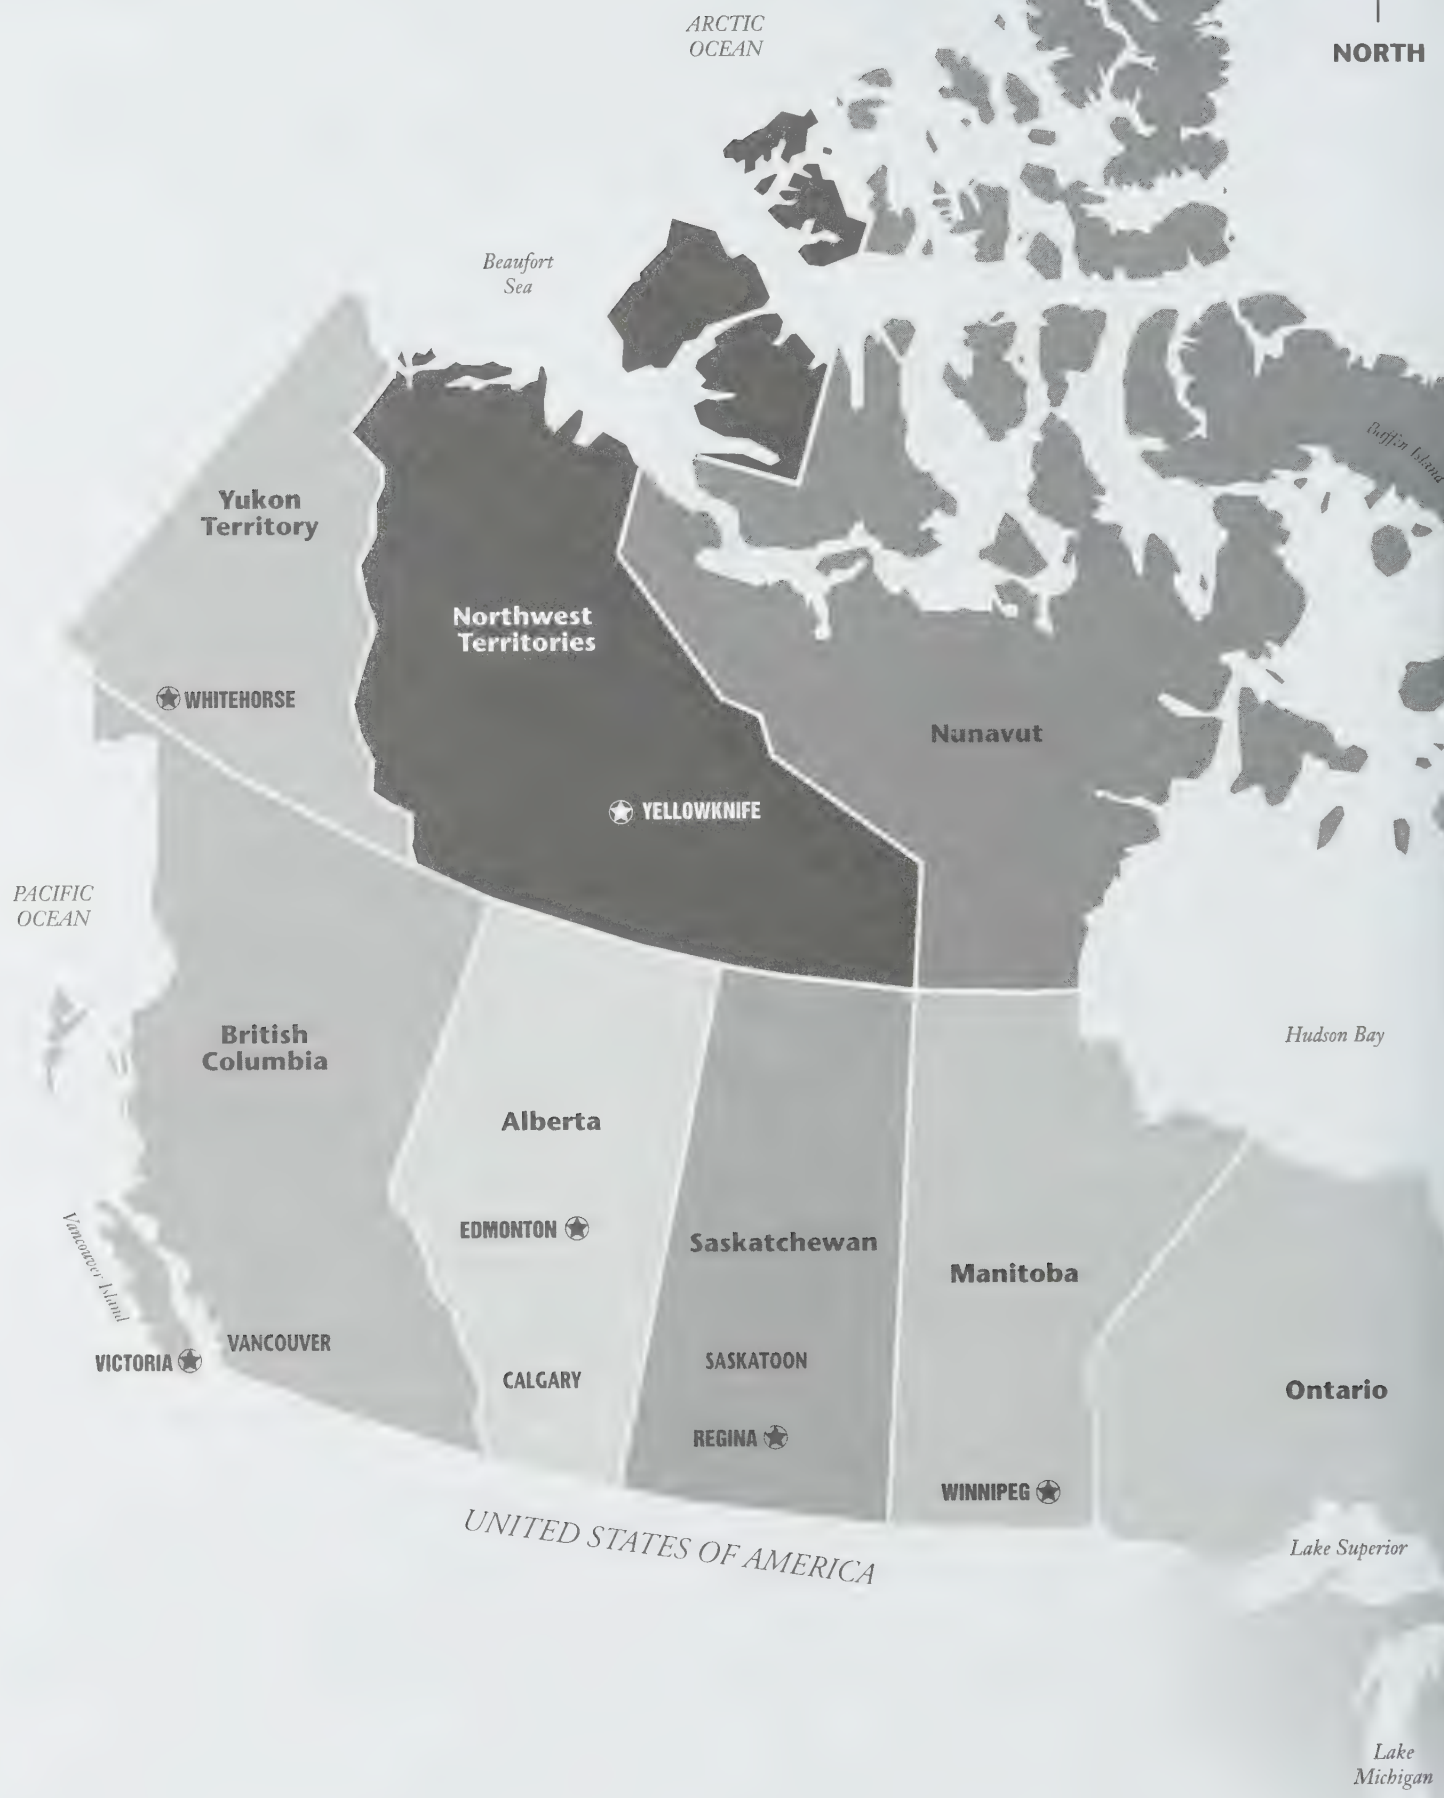 ARCTIC
OCEAN
NORTH
Beaufort
Sea
Baffin Island
Yukon
Territory
Northwest
Territories
WHITEHORSE
Nunavut
YELLOWKNIFE
PACIFIC
OCEAN
British
Columbia
Hudson Bay
Alberta
EDMONTON
Saskatchewan
Manitoba
Vancouver Island
VANCOUVER
VICTORIA
SASKATOON
CALGARY
Ontario
REGINA
WINNIPEG
UNITED STATES OF AMERICA
Lake Superior
Lake
Michigan